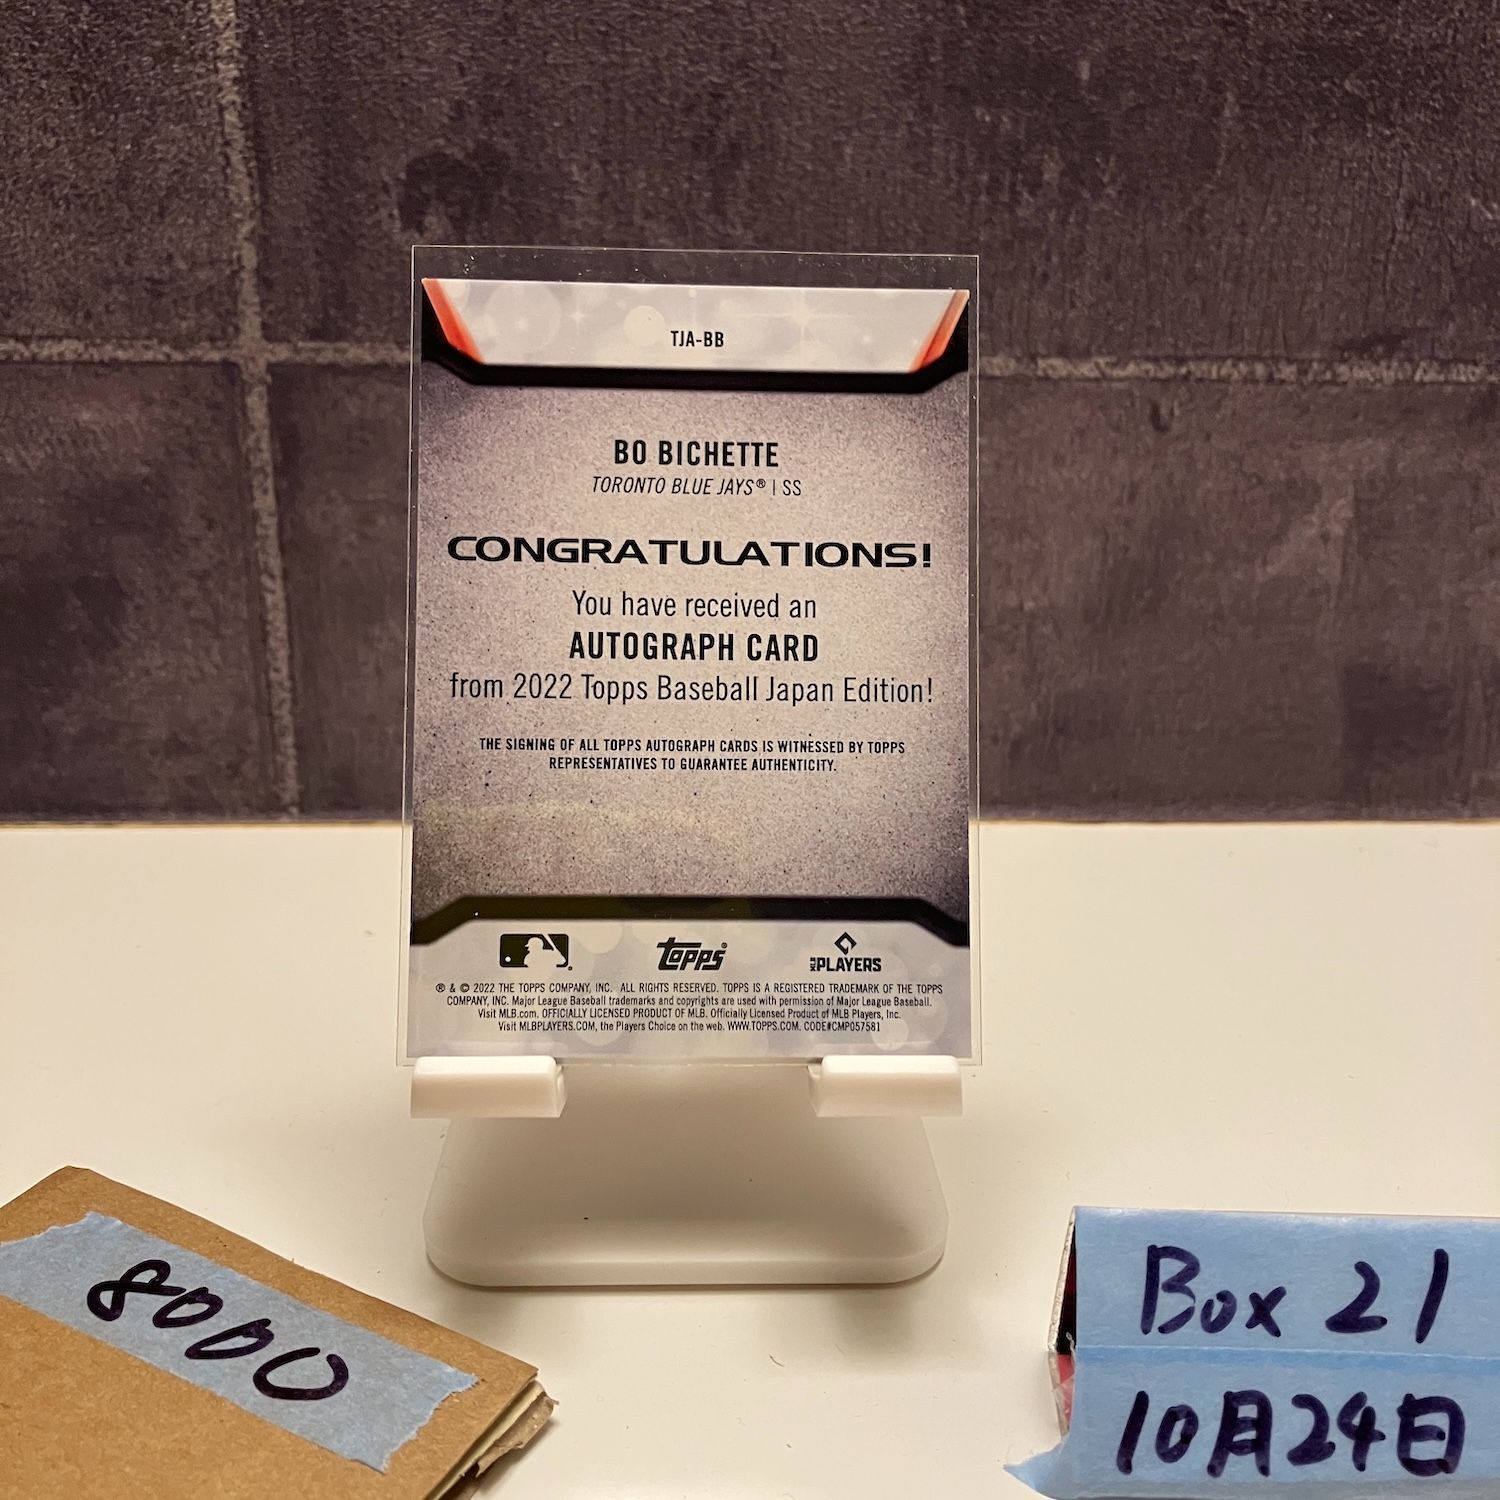 TJA-BB
BO BICHETTE
TORONTO BLUE JAYS® | SS
CONGRATULATIONS!
You have received an
AUTOGRAPH CARD
from 2022 Topps Baseball Japan Edition!
THE SIGNING OF ALL TOPPS AUTOGRAPH CARDS IS WITNESSED BY TOPPS
REPRESENTATIVES TO GUARANTEE AUTHENTICITY.
topps®
MLB PLAYERS
® & © 2022 THE TOPPS COMPANY, INC. ALL RIGHTS RESERVED. TOPPS IS A REGISTERED TRADEMARK OF THE TOPPS
COMPANY, INC. Major League Baseball trademarks and copyrights are used with permission of Major League Baseball.
Visit MLB.com. OFFICIALLY LICENSED PRODUCT OF MLB. Officially Licensed Product of MLB Players, Inc.
Visit MLBPLAYERS.COM, the Players Choice on the web. WWW.TOPPS.COM. CODE#CMP057581
8000
Box 21
10月24日